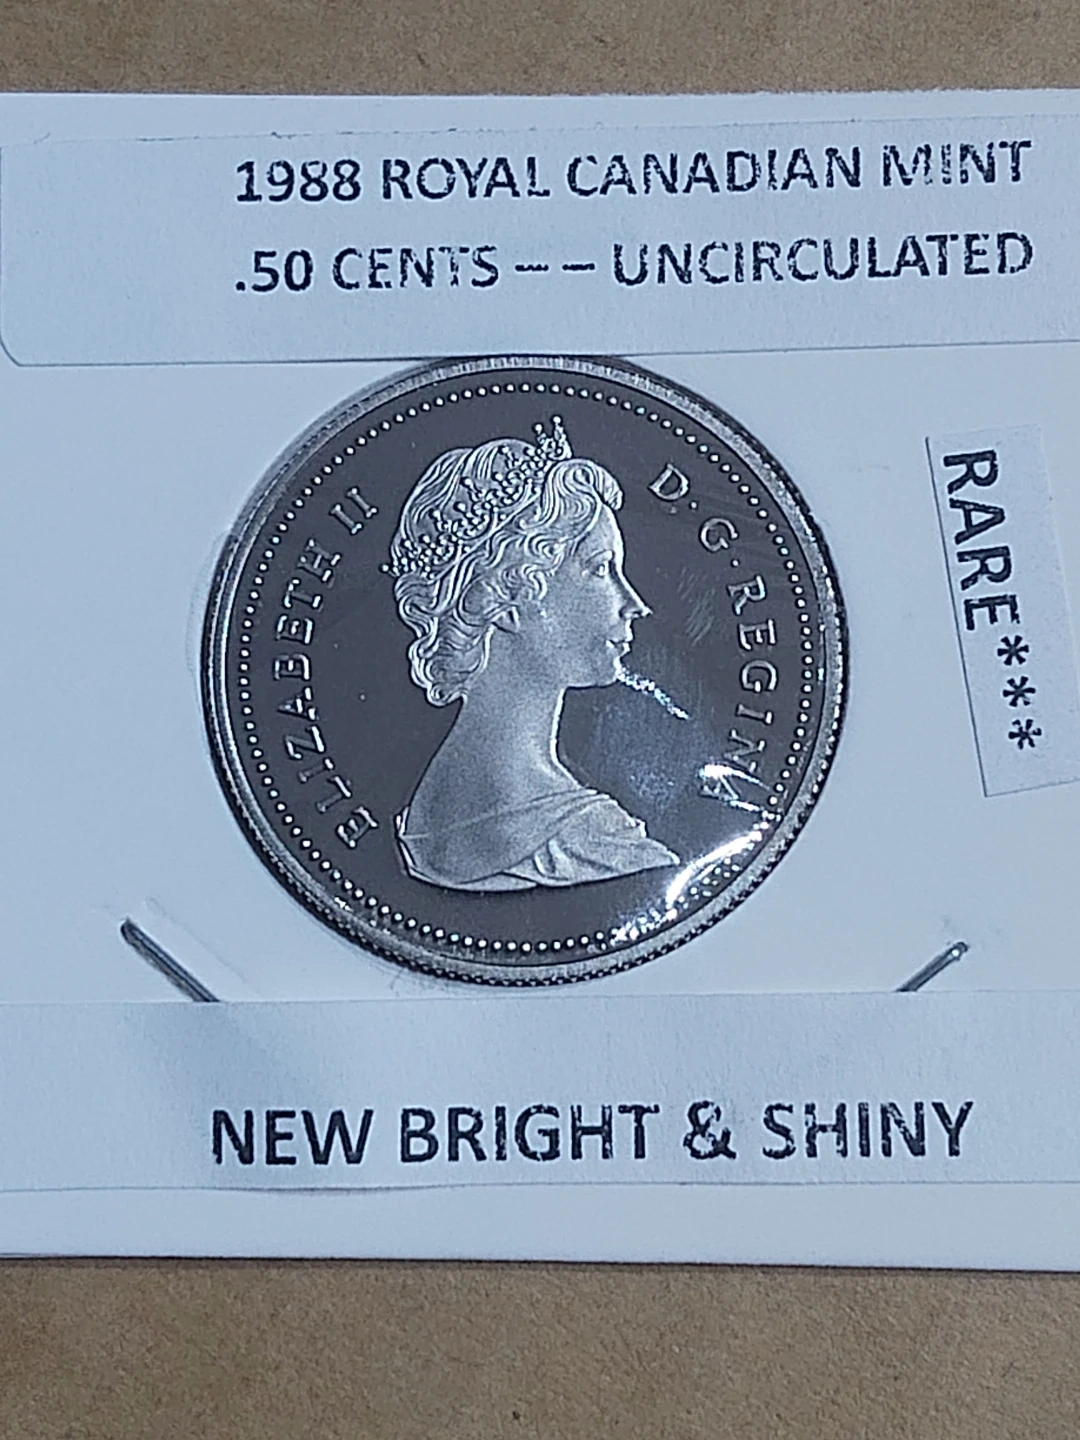 1988 ROYAL CANADIAN MINT
.50 CENTS -- UNCIRCULATED
ELIZABETH II D·G·REGINA
RARE***
NEW BRIGHT & SHINY